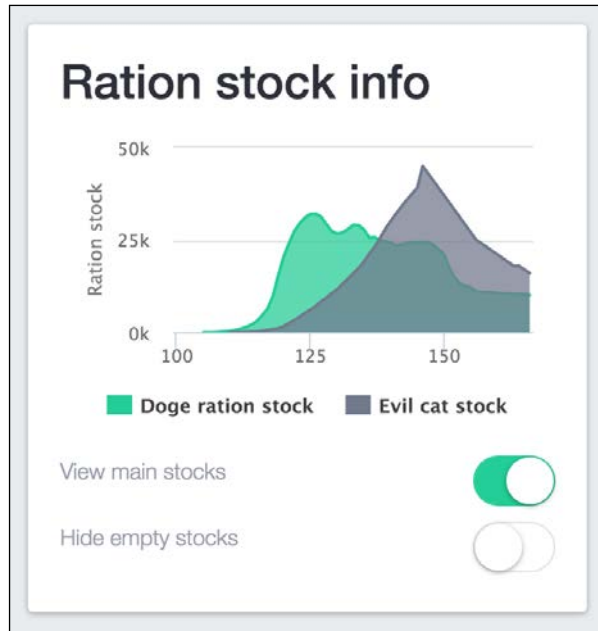 Ration stock info
50k
Ration stock
25k
0k
100 125 150
Doge ration stock Evil cat stock
View main stocks
Hide empty stocks